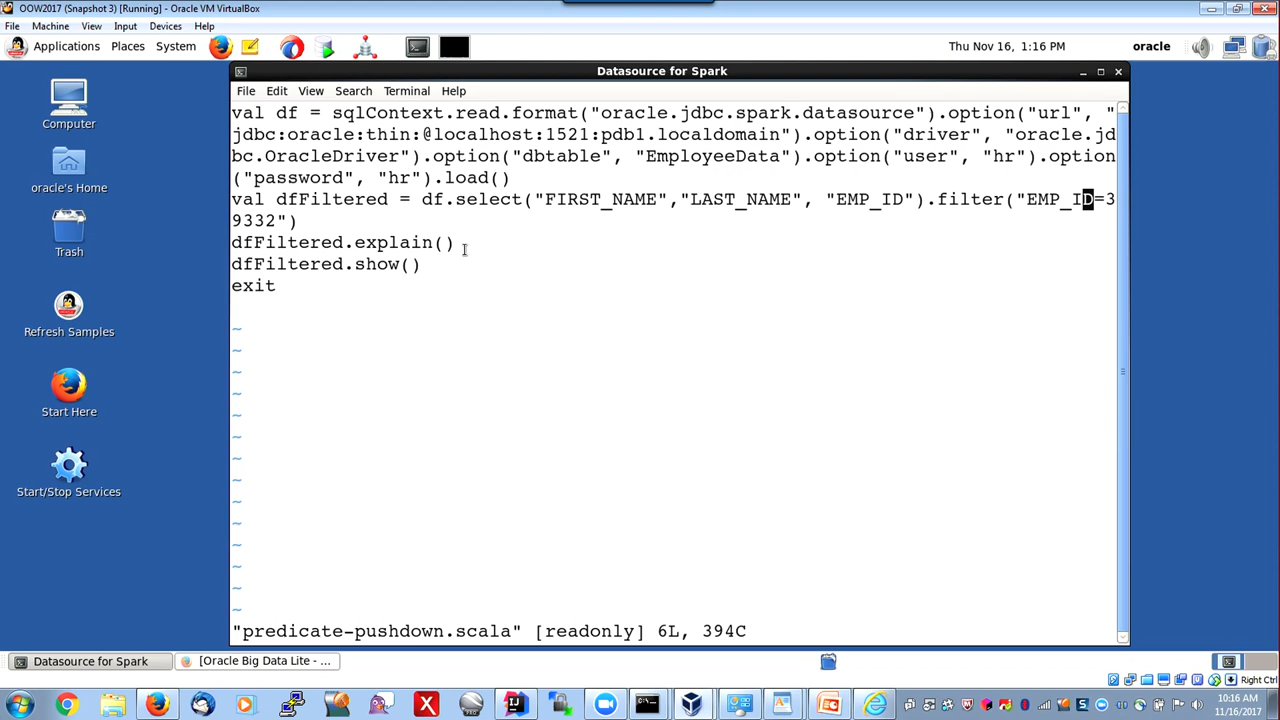 OOW2017 (Snapshot 3) [Running] - Oracle VM VirtualBox
File Machine View Input Devices Help
Applications Places System Thu Nov 16, 1:16 PM oracle
Datasource for Spark
File Edit View Search Terminal Help
val df = sqlContext.read.format("oracle.jdbc.spark.datasource").option("url", "
jdbc:oracle:thin:@localhost:1521:pdb1.localdomain").option("driver", "oracle.jd
bc.OracleDriver").option("dbtable", "EmployeeData").option("user", "hr").option
("password", "hr").load()
val dfFiltered = df.select("FIRST_NAME","LAST_NAME", "EMP_ID").filter("EMP_ID=3
9332")
dfFiltered.explain()
dfFiltered.show()
exit
~
~
~
~
~
~
~
~
~
~
~
~
~
~
"predicate-pushdown.scala" [readonly] 6L, 394C
Computer
oracle's Home
Trash
Refresh Samples
Start Here
Start/Stop Services
Datasource for Spark
[Oracle Big Data Lite - ...
Right Ctrl
10:16 AM
11/16/2017